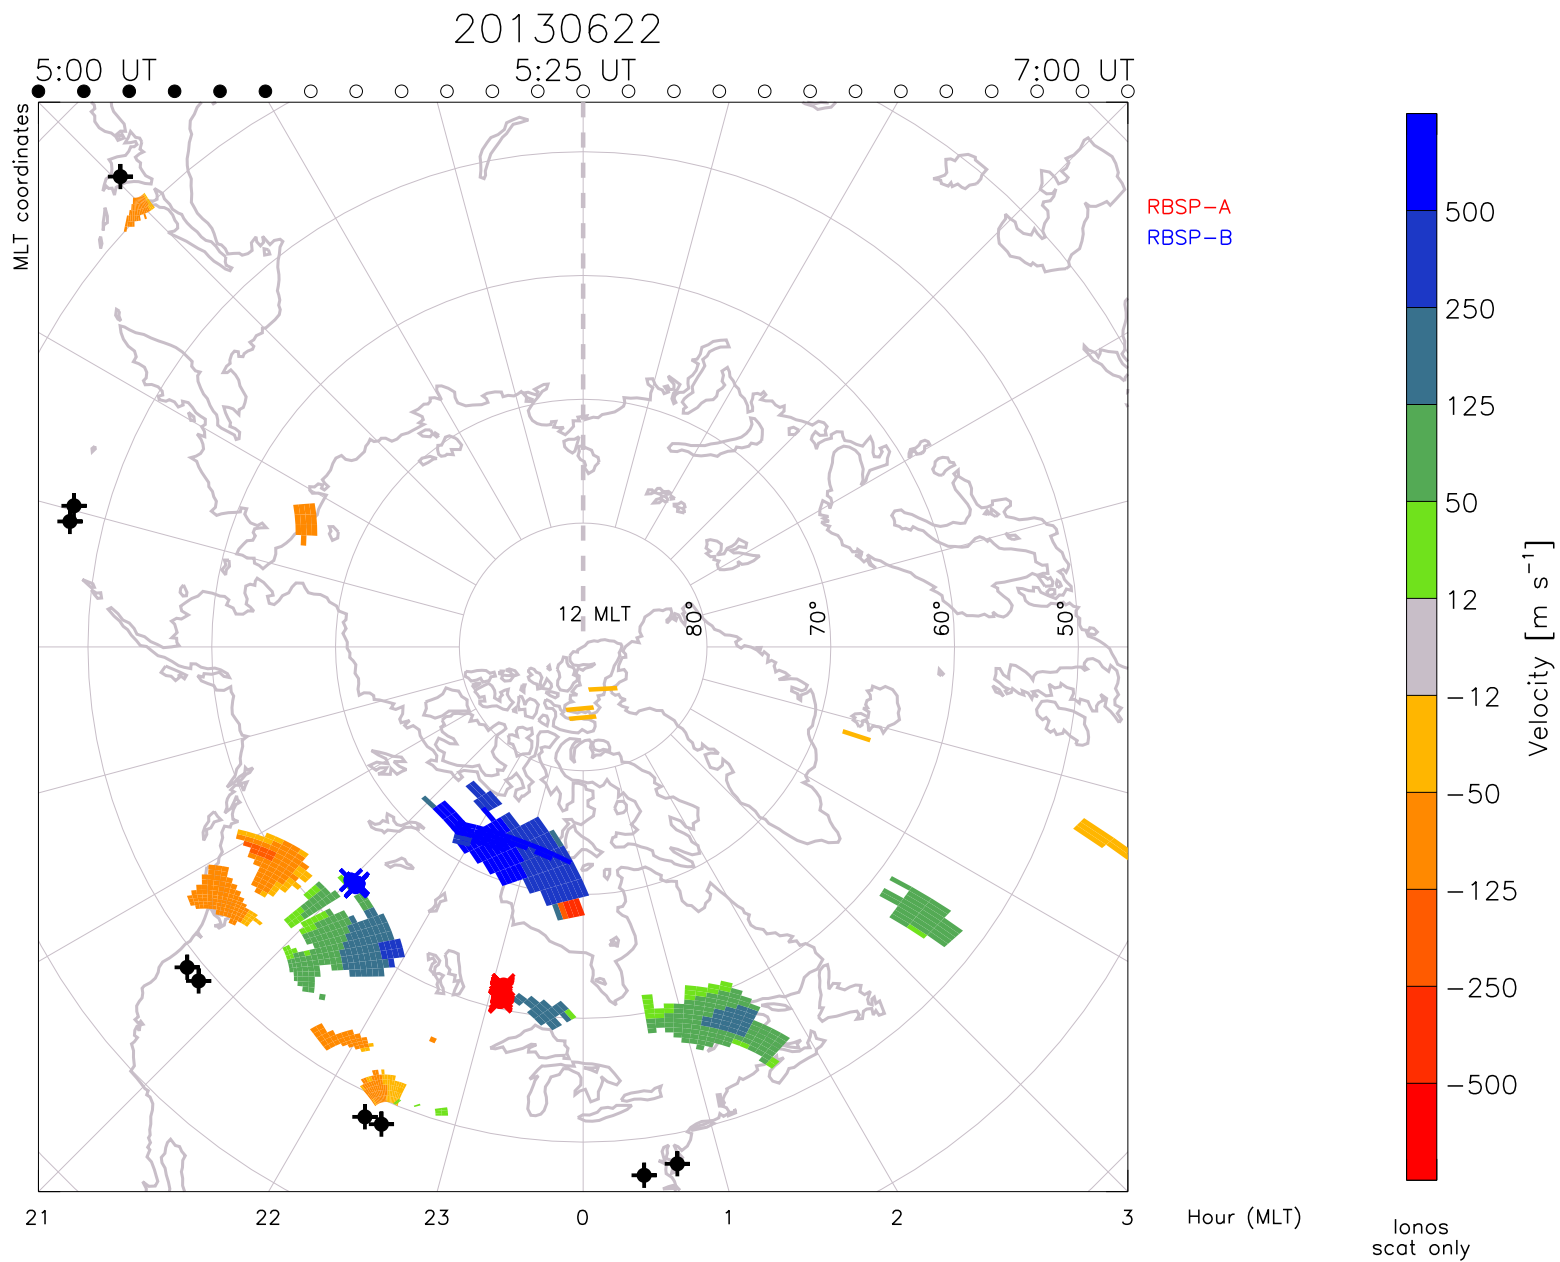 20130622
5:00 UT 5:25 UT 7:00 UT
MLT coordinates
RBSP-A
RBSP-B
500
250
125
50
12
-12
-50
-125
-250
-500
Velocity [m s⁻¹]
12 MLT
80° 70° 60° 50°
21 22 23 0 1 2 3 Hour (MLT)
Ionos
scat only